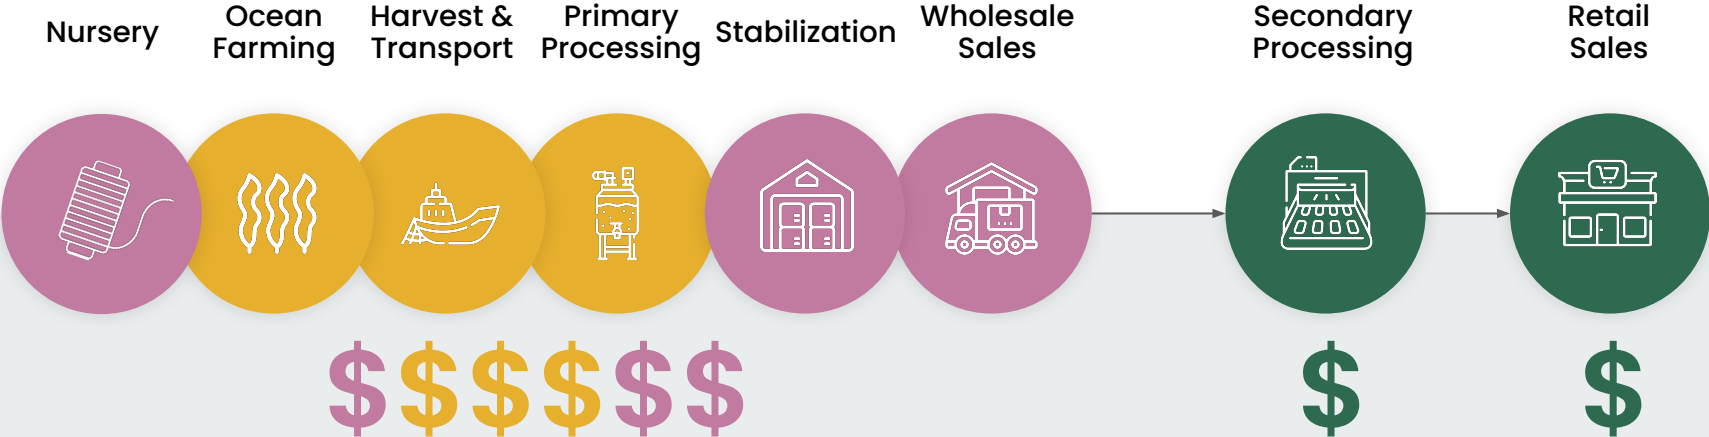 Nursery
Ocean
Farming
Harvest &
Transport
Primary
Processing
Stabilization
Wholesale
Sales
Secondary
Processing
Retail
Sales
$ $ $ $ $ $ $ $